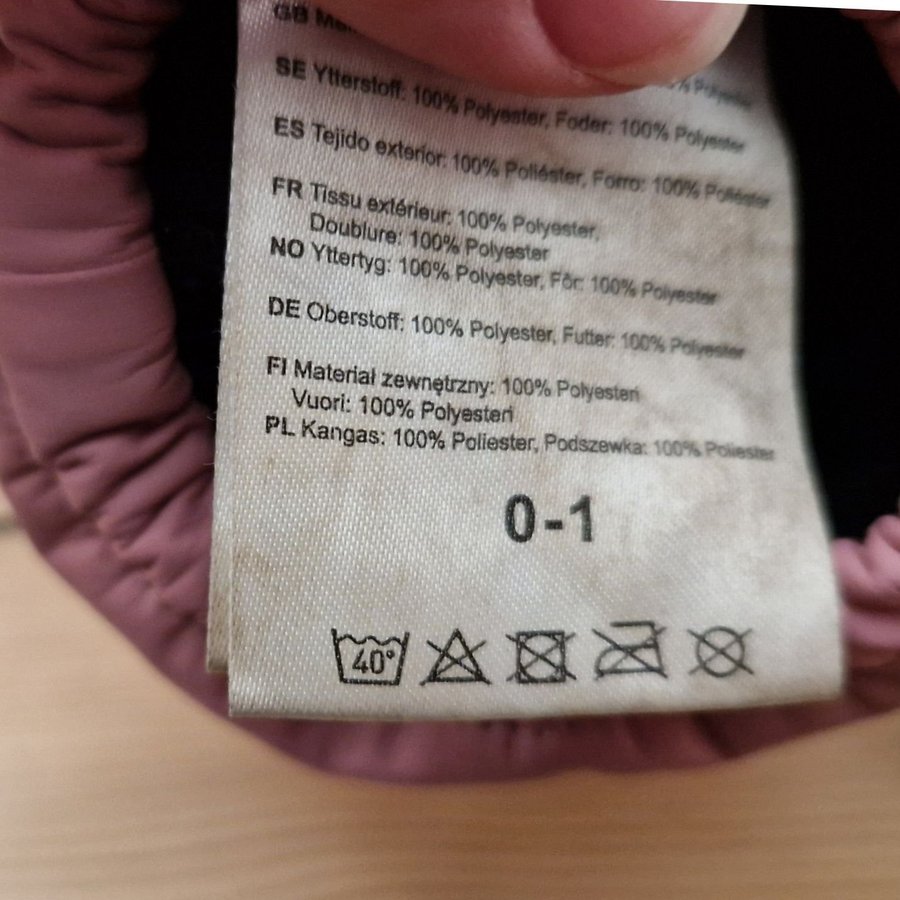 GB
SE Ytterstoff: 100% Polyester, Foder: 100% Polyester
ES Tejido exterior: 100% Poliéster, Forro: 100% Poliéster
FR Tissu extérieur: 100% Polyester,
Doublure: 100% Polyester
NO Yttertyg: 100% Polyester, Fôr: 100% Polyester
DE Oberstoff: 100% Polyester, Futter: 100% Polyester
FI Materiał zewnętrzny: 100% Polyesteri
Vuori: 100% Polyesteri
PL Kangas: 100% Poliester, Podszewka: 100% Poliester
0-1
40°